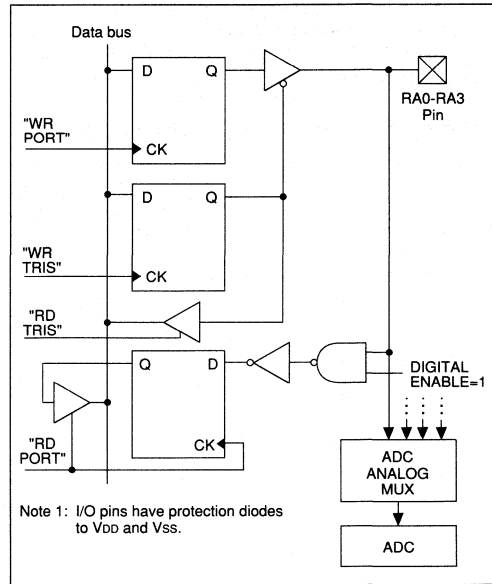 Data bus
D
Q
"WR
PORT"
CK
RA0-RA3
Pin
D
Q
"WR
TRIS"
CK
"RD
TRIS"
Q
D
DIGITAL
ENABLE=1
CK
"RD
PORT"
ADC
ANALOG
MUX
ADC
Note 1: I/O pins have protection diodes
to VDD and VSS.